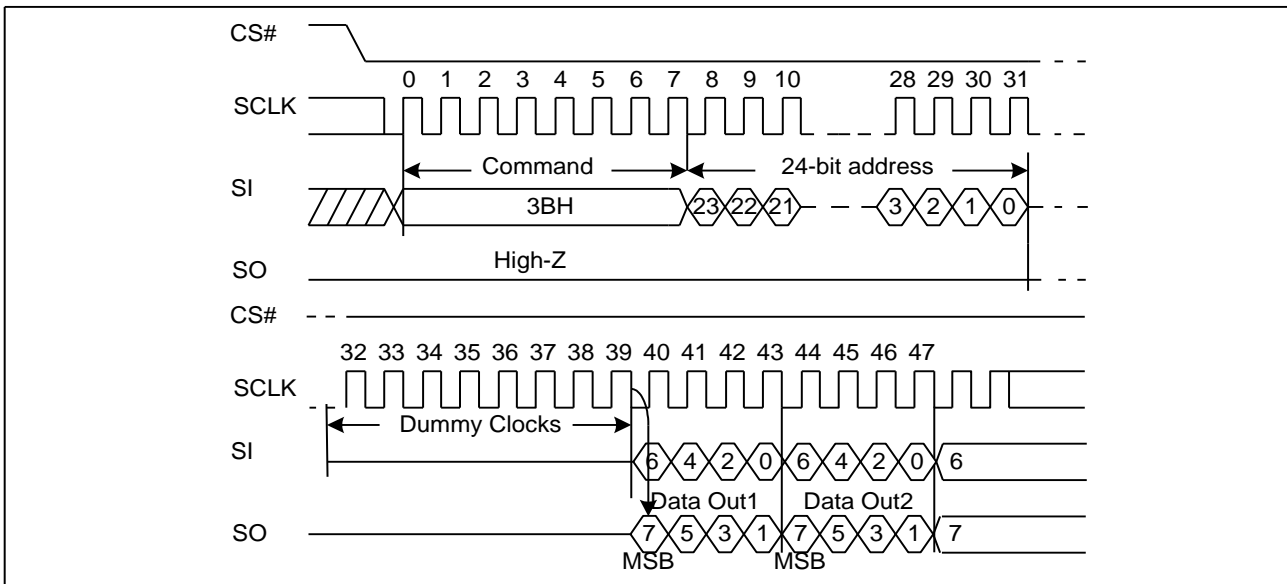 CS#
0 1 2 3 4 5 6 7 8 9 10 28 29 30 31
SCLK
Command 24-bit address
SI 3BH 23 22 21 3 2 1 0
High-Z
SO
CS#
32 33 34 35 36 37 38 39 40 41 42 43 44 45 46 47
SCLK
Dummy Clocks
SI 6 4 2 0 6 4 2 0 6
Data Out1 Data Out2
SO 7 5 3 1 7 5 3 1 7
MSB MSB